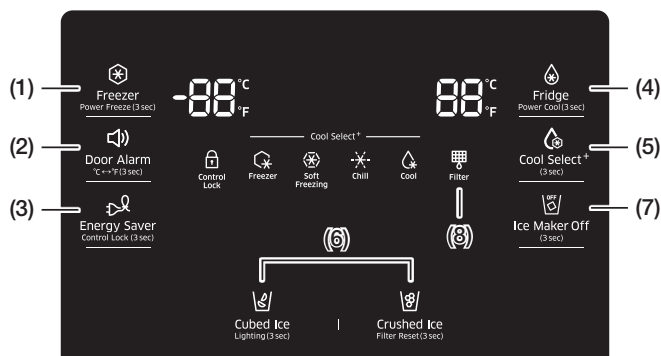 (1)
Freezer
Power Freeze(3 sec)
(2)
Door Alarm
°C↔°F(3 sec)
(3)
Energy Saver
Control Lock (3 sec)
-88 °C
°F
88 °C
°F
Cool Select+
Control
Lock
Freezer
Soft
Freezing
Chill
Cool
Filter
(6)
(8)
Cubed Ice
Lighting(3 sec)
|
Crushed Ice
Filter Reset(3 sec)
(4)
Fridge
Power Cool(3 sec)
(5)
Cool Select+
(3 sec)
(7)
OFF
Ice Maker Off
(3 sec)